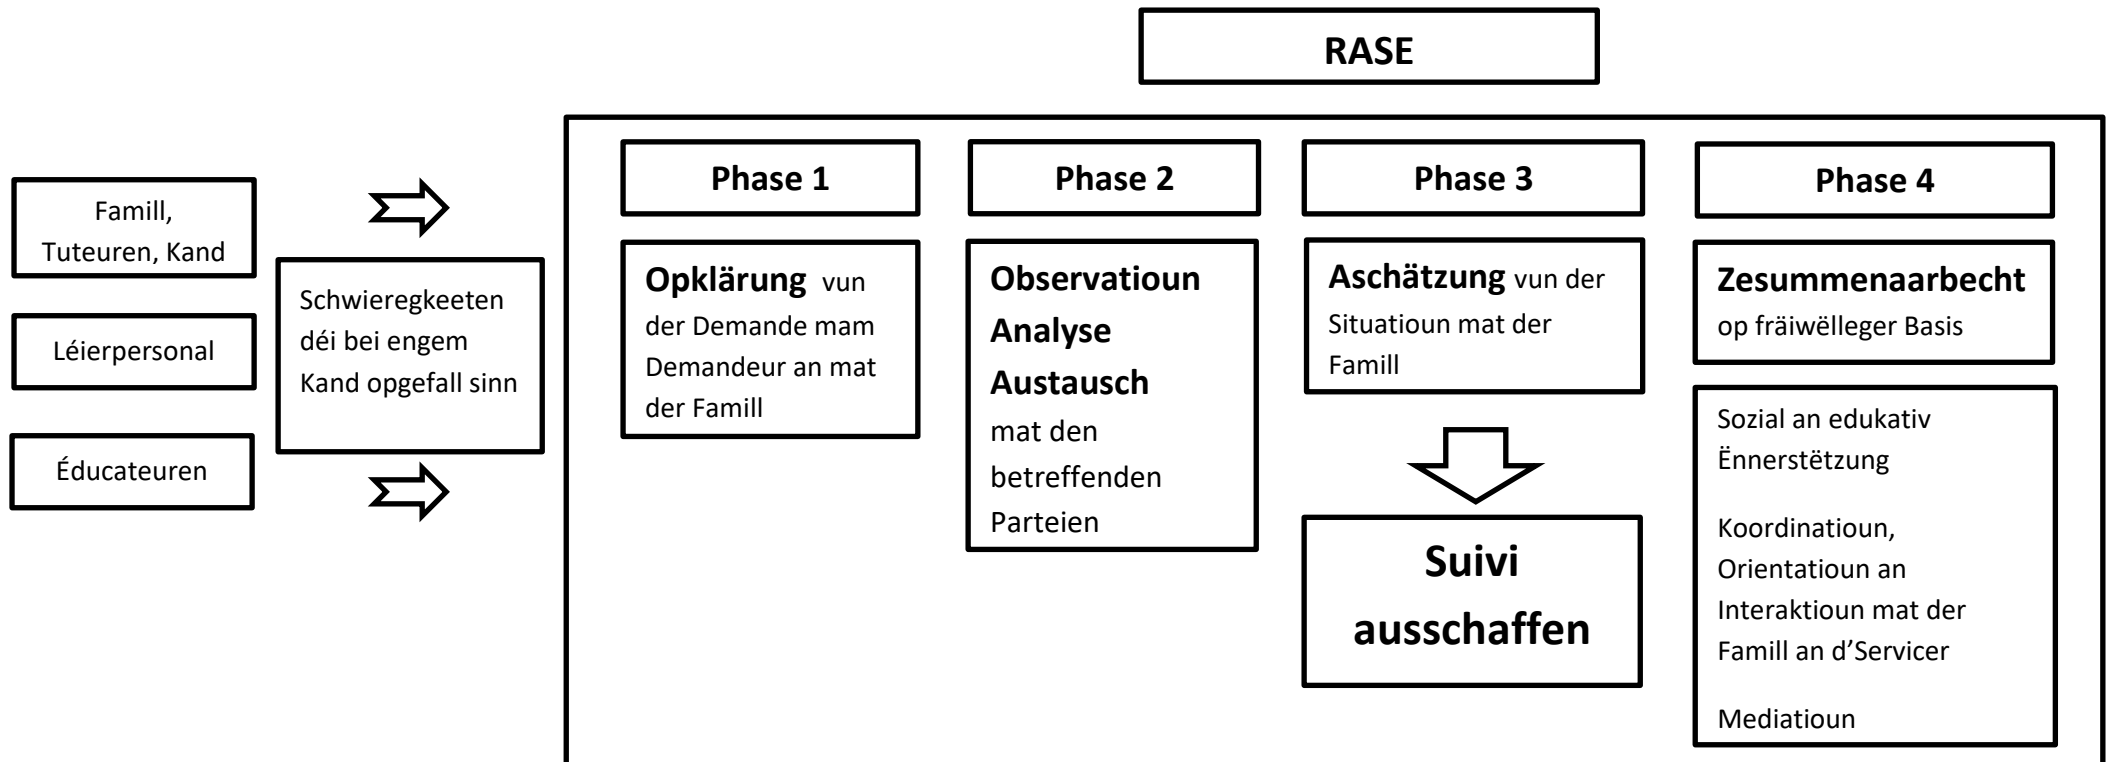 RASE
Famill,
Tuteuren, Kand
Léierpersonal
Éducateuren
Schwieregkeeten
déi bei engem
Kand opgefall sinn
Phase 1
Opklärung vun
der Demande mam
Demandeur an mat
der Famill
Phase 2
Observatioun
Analyse
Austausch
mat den
betreffenden
Parteien
Phase 3
Aschätzung vun der
Situatioun mat der
Famill
Suivi
ausschaffen
Phase 4
Zesummenaarbecht
op fräiwëlleger Basis
Sozial an edukativ
Ënnerstëtzung
Koordinatioun,
Orientatioun an
Interaktioun mat der
Famill an d’Servicer
Mediatioun